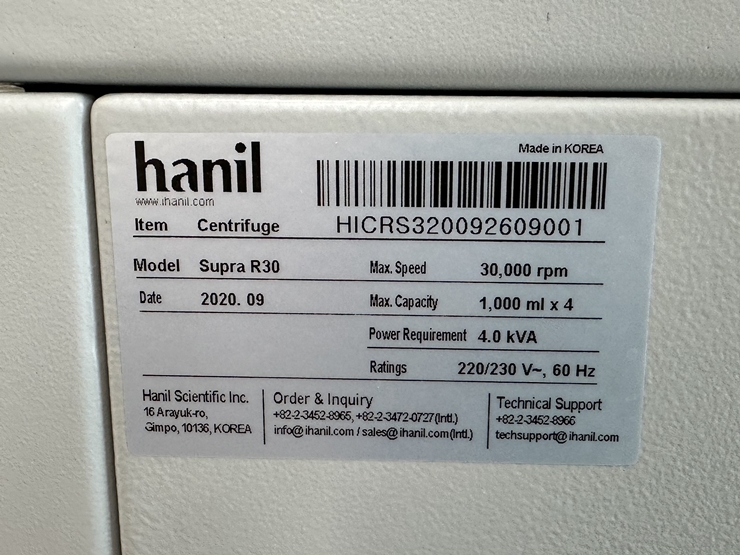 hanil
www.ihanil.com
Made in KOREA
Item Centrifuge HICRS320092609001
Model Supra R30 Max. Speed 30,000 rpm
Date 2020. 09 Max. Capacity 1,000 ml x 4
Power Requirement 4.0 kVA
Ratings 220/230 V~, 60 Hz
Hanil Scientific Inc.
16 Arayuk-ro,
Gimpo, 10136, KOREA
Order & Inquiry
+82-2-3452-8965, +82-2-3472-0727(Intl.)
info@ihanil.com / sales@ihanil.com(Intl.)
Technical Support
+82-2-3452-8966
techsupport@ihanil.com